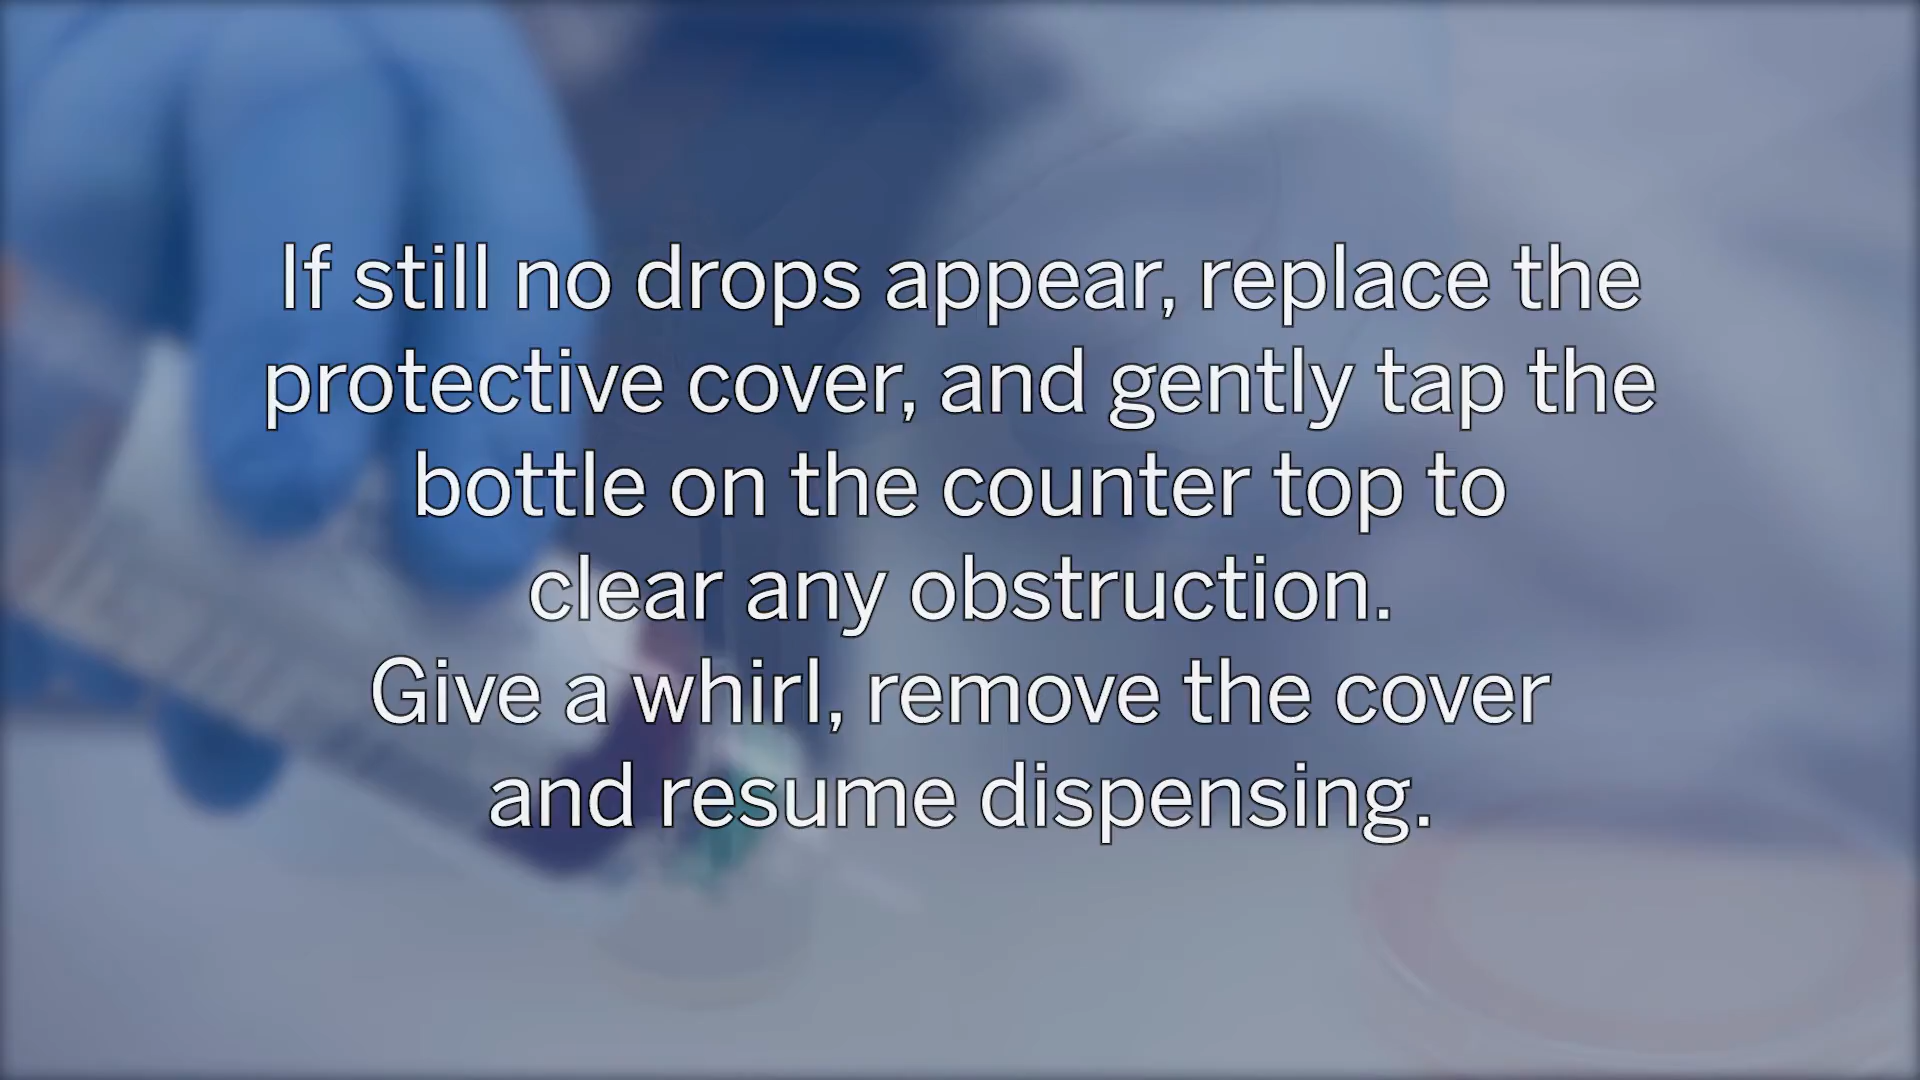 If still no drops appear, replace the
protective cover, and gently tap the
bottle on the counter top to
clear any obstruction.
Give a whirl, remove the cover
and resume dispensing.